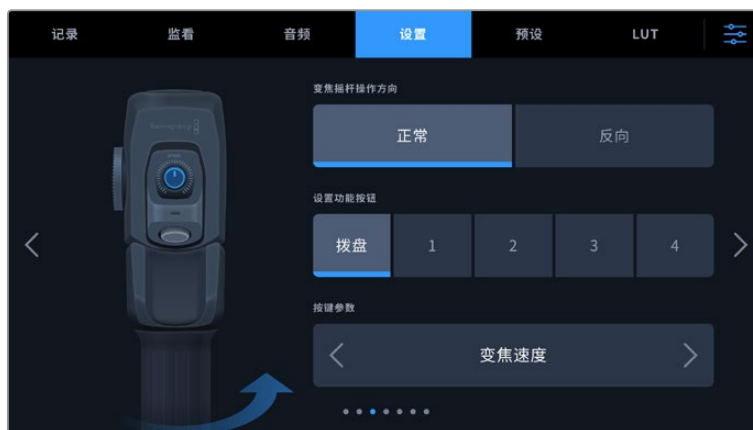 记录 监看 音频 设置 预设 LUT
变焦摇杆操作方向
正常 反向
设置功能按钮
拨盘 1 2 3 4
按键参数
变焦速度